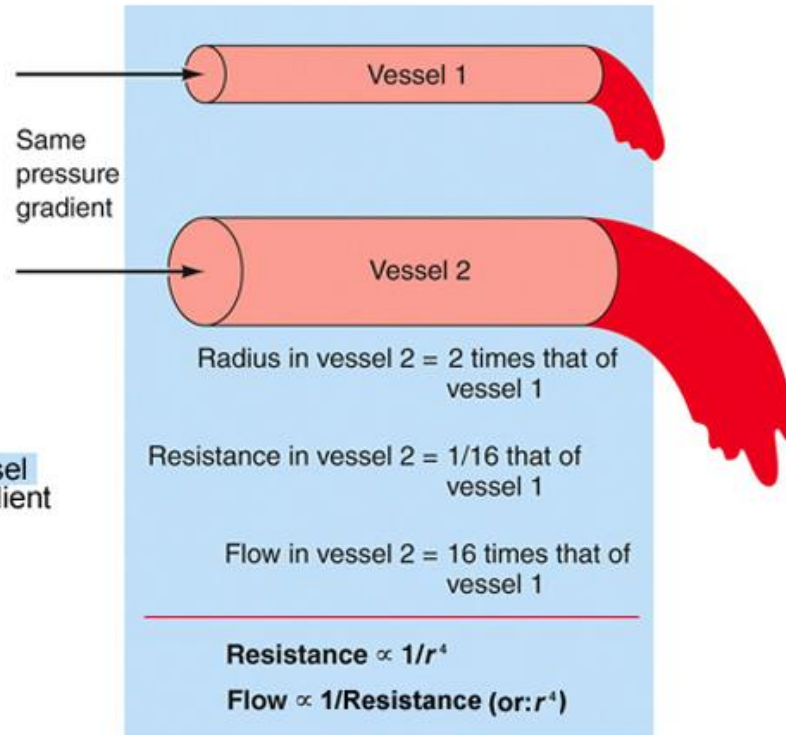 Vessel 1
Same
pressure
gradient
Vessel 2
Radius in vessel 2 = 2 times that of
vessel 1
Resistance in vessel 2 = 1/16 that of
vessel 1
Flow in vessel 2 = 16 times that of
vessel 1
Resistance ∝ 1/r⁴
Flow ∝ 1/Resistance (or:r⁴)